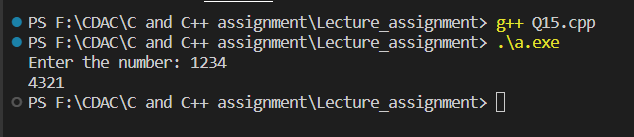 PS F:\CDAC\C and C++ assignment\Lecture_assignment> g++ Q15.cpp
PS F:\CDAC\C and C++ assignment\Lecture_assignment> .\a.exe
Enter the number: 1234
4321
PS F:\CDAC\C and C++ assignment\Lecture_assignment>